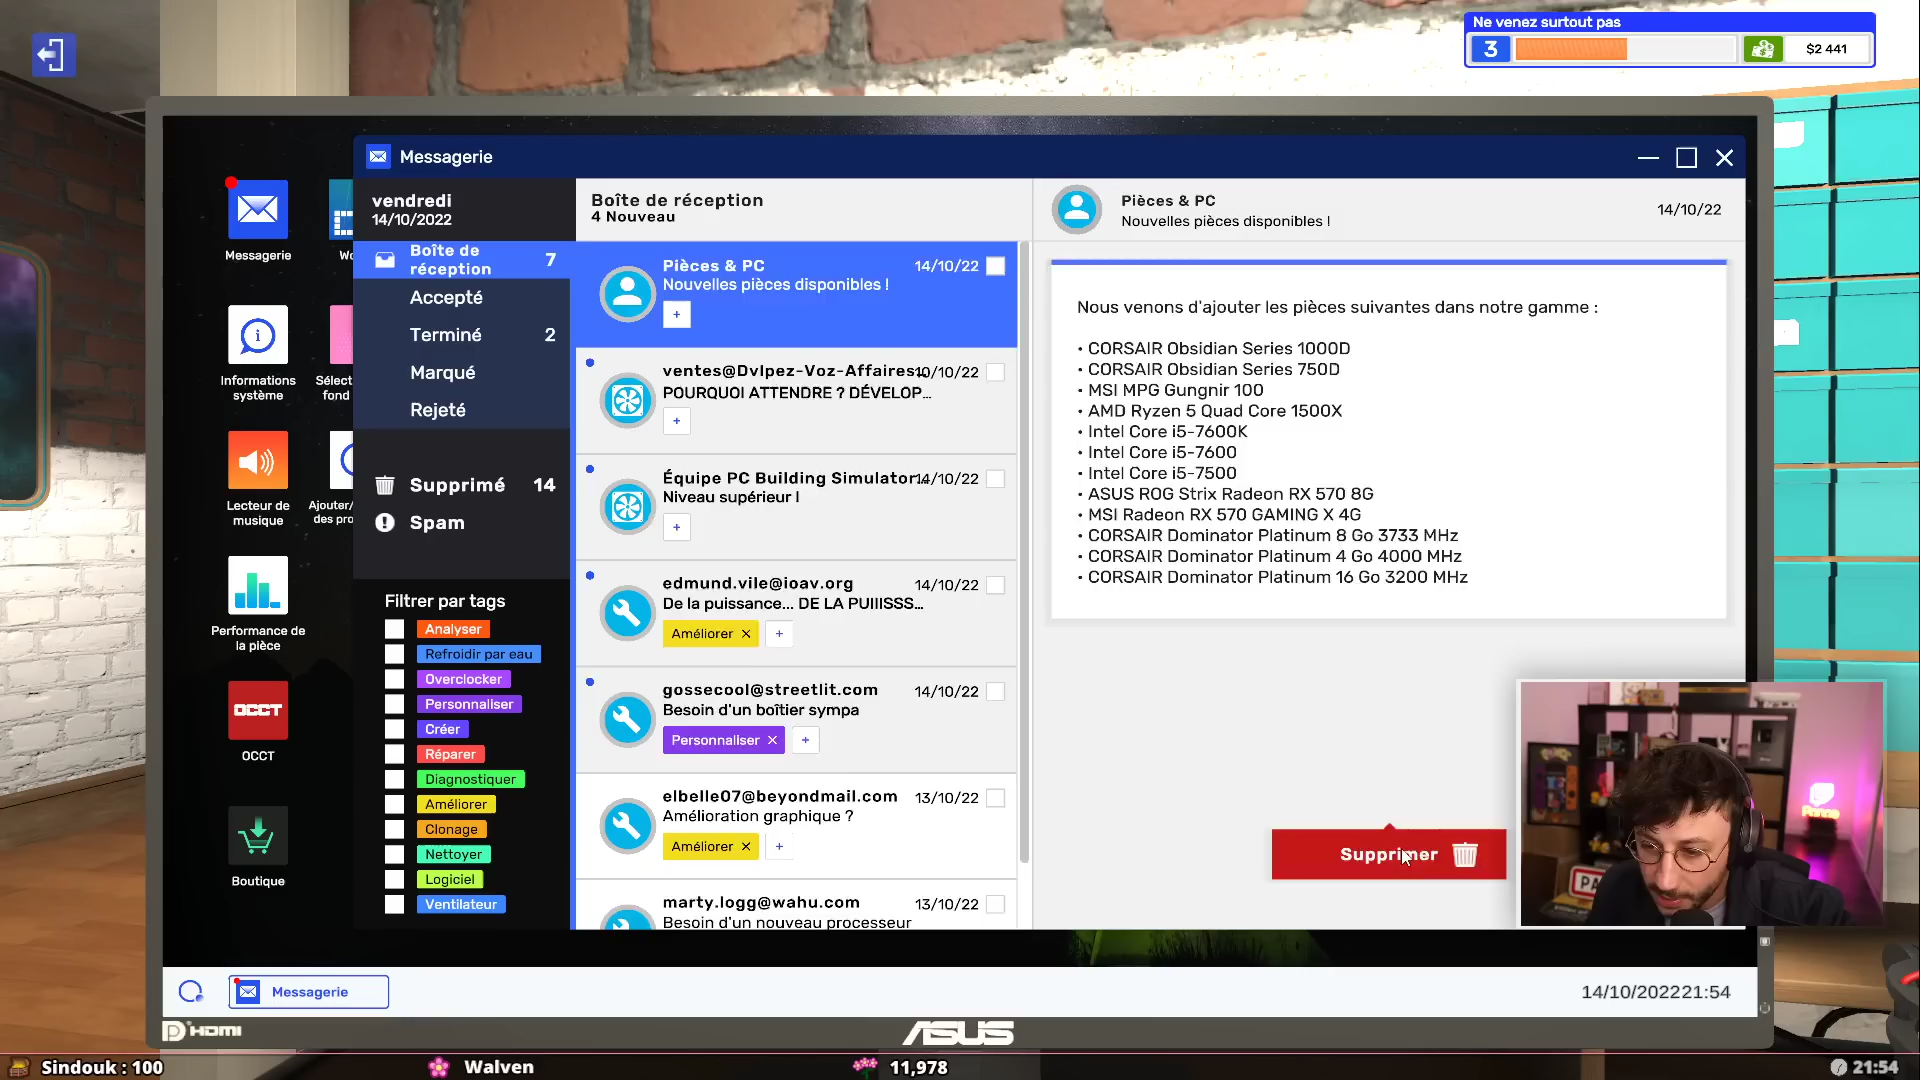 Ne venez surtout pas
3
$2 441
Messagerie
vendredi
14/10/2022
Boîte de réception
4 Nouveau
Pièces & PC
Nouvelles pièces disponibles !
14/10/22
Messagerie
Informations
système
Sélect
fond
Lecteur de
musique
Ajouter/
des pro
Performance de
la pièce
OCCT
OCCT
Boutique
Boîte de
réception 7
Accepté
Terminé 2
Marqué
Rejeté
Supprimé 14
Spam
Filtrer par tags
Analyser
Refroidir par eau
Overclocker
Personnaliser
Créer
Réparer
Diagnostiquer
Améliorer
Clonage
Nettoyer
Logiciel
Ventilateur
Pièces & PC 14/10/22
Nouvelles pièces disponibles !
+
ventes@Dvlpez-Voz-Affaires. 10/10/22
POURQUOI ATTENDRE ? DÉVELOP...
+
Équipe PC Building Simulator 14/10/22
Niveau supérieur !
+
edmund.vile@ioav.org 14/10/22
De la puissance... DE LA PUIIISSS...
Améliorer × +
gossecool@streetlit.com 14/10/22
Besoin d'un boîtier sympa
Personnaliser × +
elbelle07@beyondmail.com 13/10/22
Amélioration graphique ?
Améliorer × +
marty.logg@wahu.com 13/10/22
Besoin d'un nouveau processeur
Nous venons d'ajouter les pièces suivantes dans notre gamme :
• CORSAIR Obsidian Series 1000D
• CORSAIR Obsidian Series 750D
• MSI MPG Gungnir 100
• AMD Ryzen 5 Quad Core 1500X
• Intel Core i5-7600K
• Intel Core i5-7600
• Intel Core i5-7500
• ASUS ROG Strix Radeon RX 570 8G
• MSI Radeon RX 570 GAMING X 4G
• CORSAIR Dominator Platinum 8 Go 3733 MHz
• CORSAIR Dominator Platinum 4 Go 4000 MHz
• CORSAIR Dominator Platinum 16 Go 3200 MHz
Supprimer
Messagerie
14/10/202221:54
HDMI
ASUS
Sindouk : 100
Walven
11,978
21:54